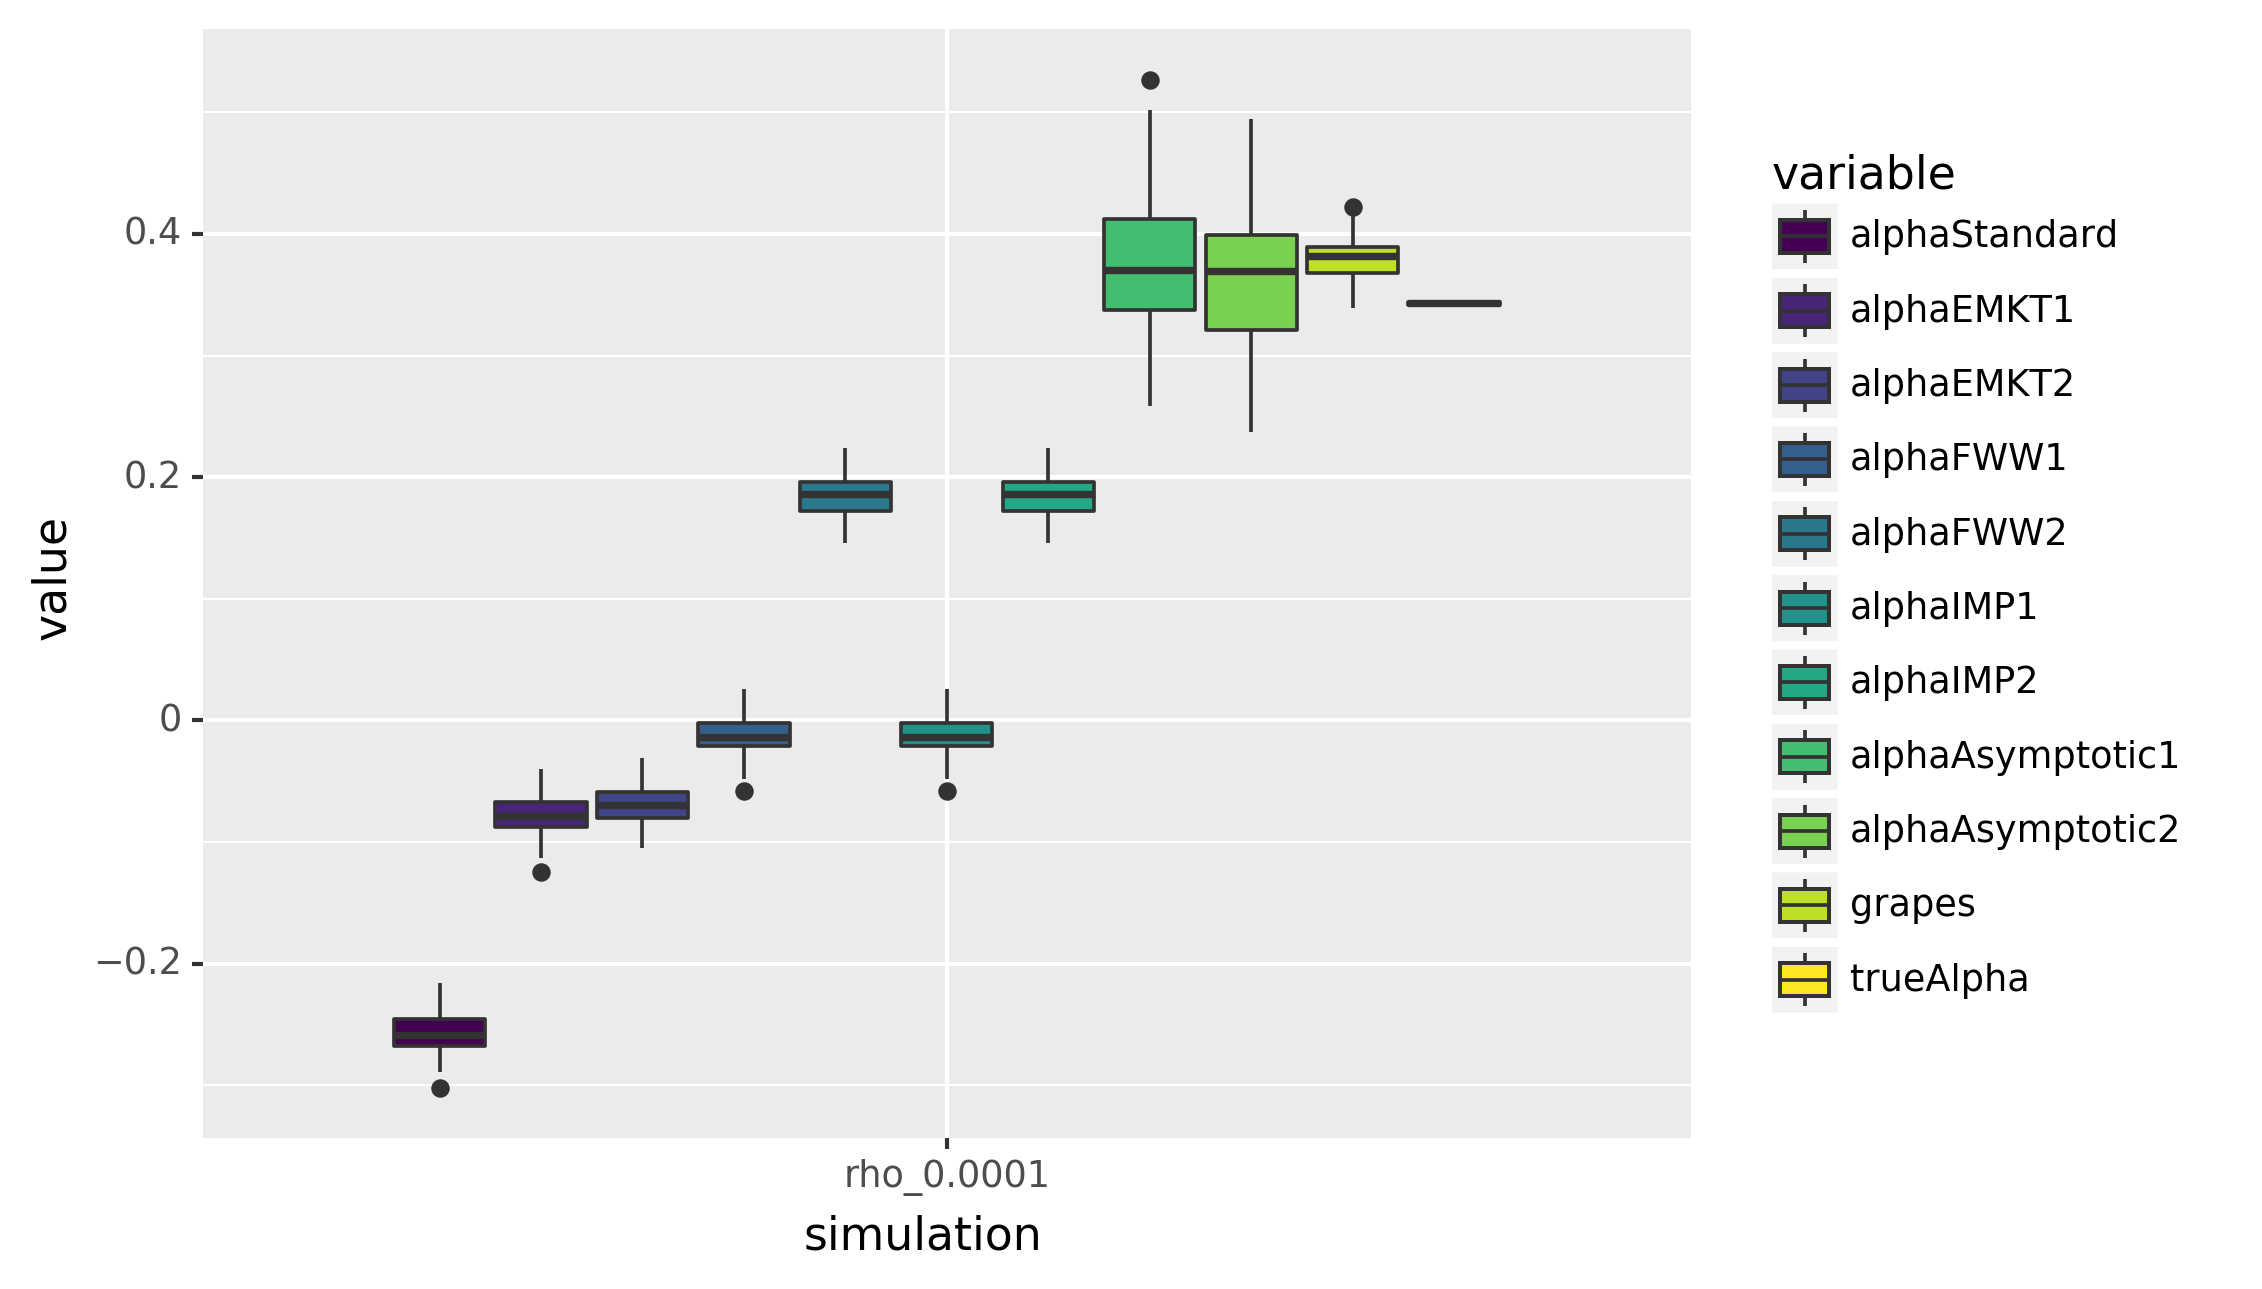 0.4
0.2
0
−0.2
value
rho_0.0001
simulation
variable
alphaStandard
alphaEMKT1
alphaEMKT2
alphaFWW1
alphaFWW2
alphaIMP1
alphaIMP2
alphaAsymptotic1
alphaAsymptotic2
grapes
trueAlpha